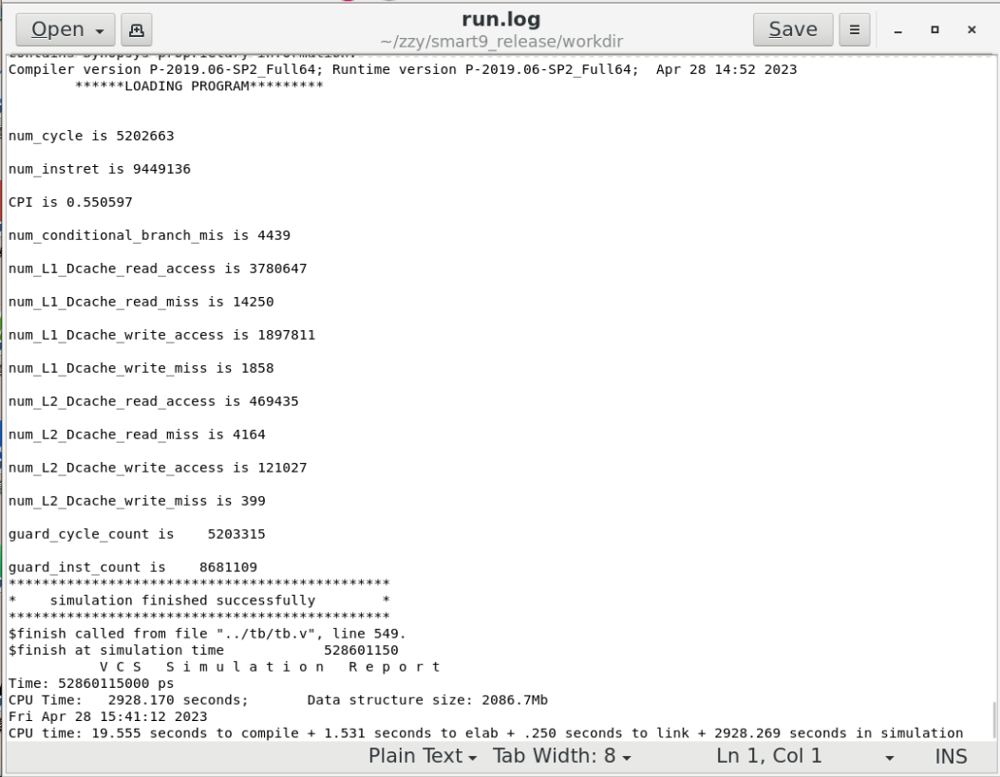 Open
run.log
~/zzy/smart9_release/workdir
Save
Contains Synopsys proprietary information.
Compiler version P-2019.06-SP2_Full64; Runtime version P-2019.06-SP2_Full64;  Apr 28 14:52 2023
******LOADING PROGRAM*********
num_cycle is 5202663
num_instret is 9449136
CPI is 0.550597
num_conditional_branch_mis is 4439
num_L1_Dcache_read_access is 3780647
num_L1_Dcache_read_miss is 14250
num_L1_Dcache_write_access is 1897811
num_L1_Dcache_write_miss is 1858
num_L2_Dcache_read_access is 469435
num_L2_Dcache_read_miss is 4164
num_L2_Dcache_write_access is 121027
num_L2_Dcache_write_miss is 399
guard_cycle_count is    5203315
guard_inst_count is    8681109
**********************************************
*    simulation finished successfully        *
**********************************************
$finish called from file "../tb/tb.v", line 549.
$finish at simulation time            528601150
V C S   S i m u l a t i o n   R e p o r t
Time: 52860115000 ps
CPU Time:   2928.170 seconds;       Data structure size: 2086.7Mb
Fri Apr 28 15:41:12 2023
CPU time: 19.555 seconds to compile + 1.531 seconds to elab + .250 seconds to link + 2928.269 seconds in simulation
Plain Text Tab Width: 8 Ln 1, Col 1 INS